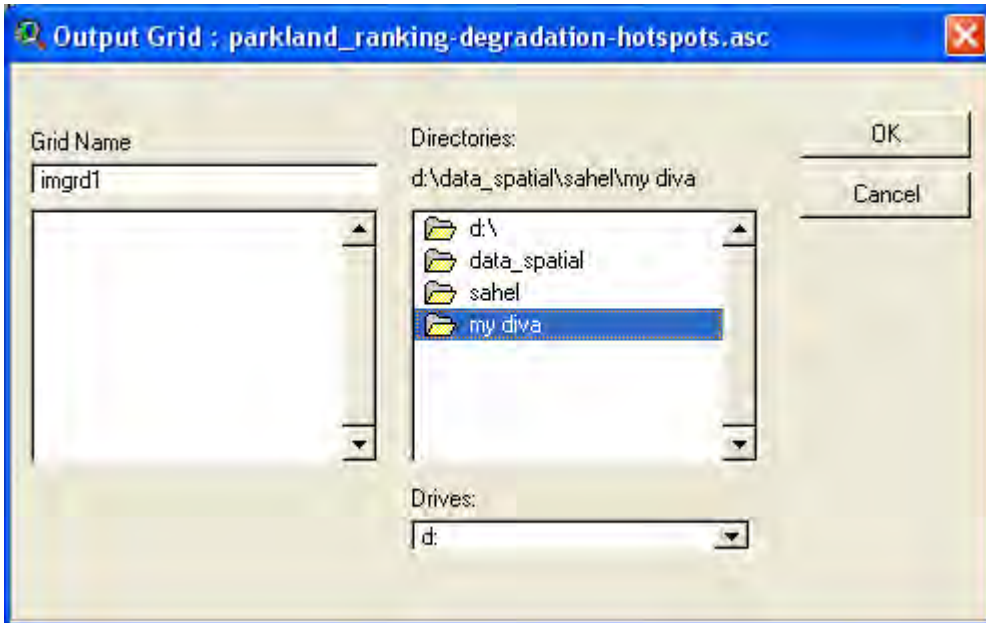 Output Grid : parkland_ranking-degradation-hotspots.asc
Grid Name
imgrd1
Directories:
d:\data_spatial\sahel\my diva
d:\
data_spatial
sahel
my diva
Drives:
d:
OK
Cancel